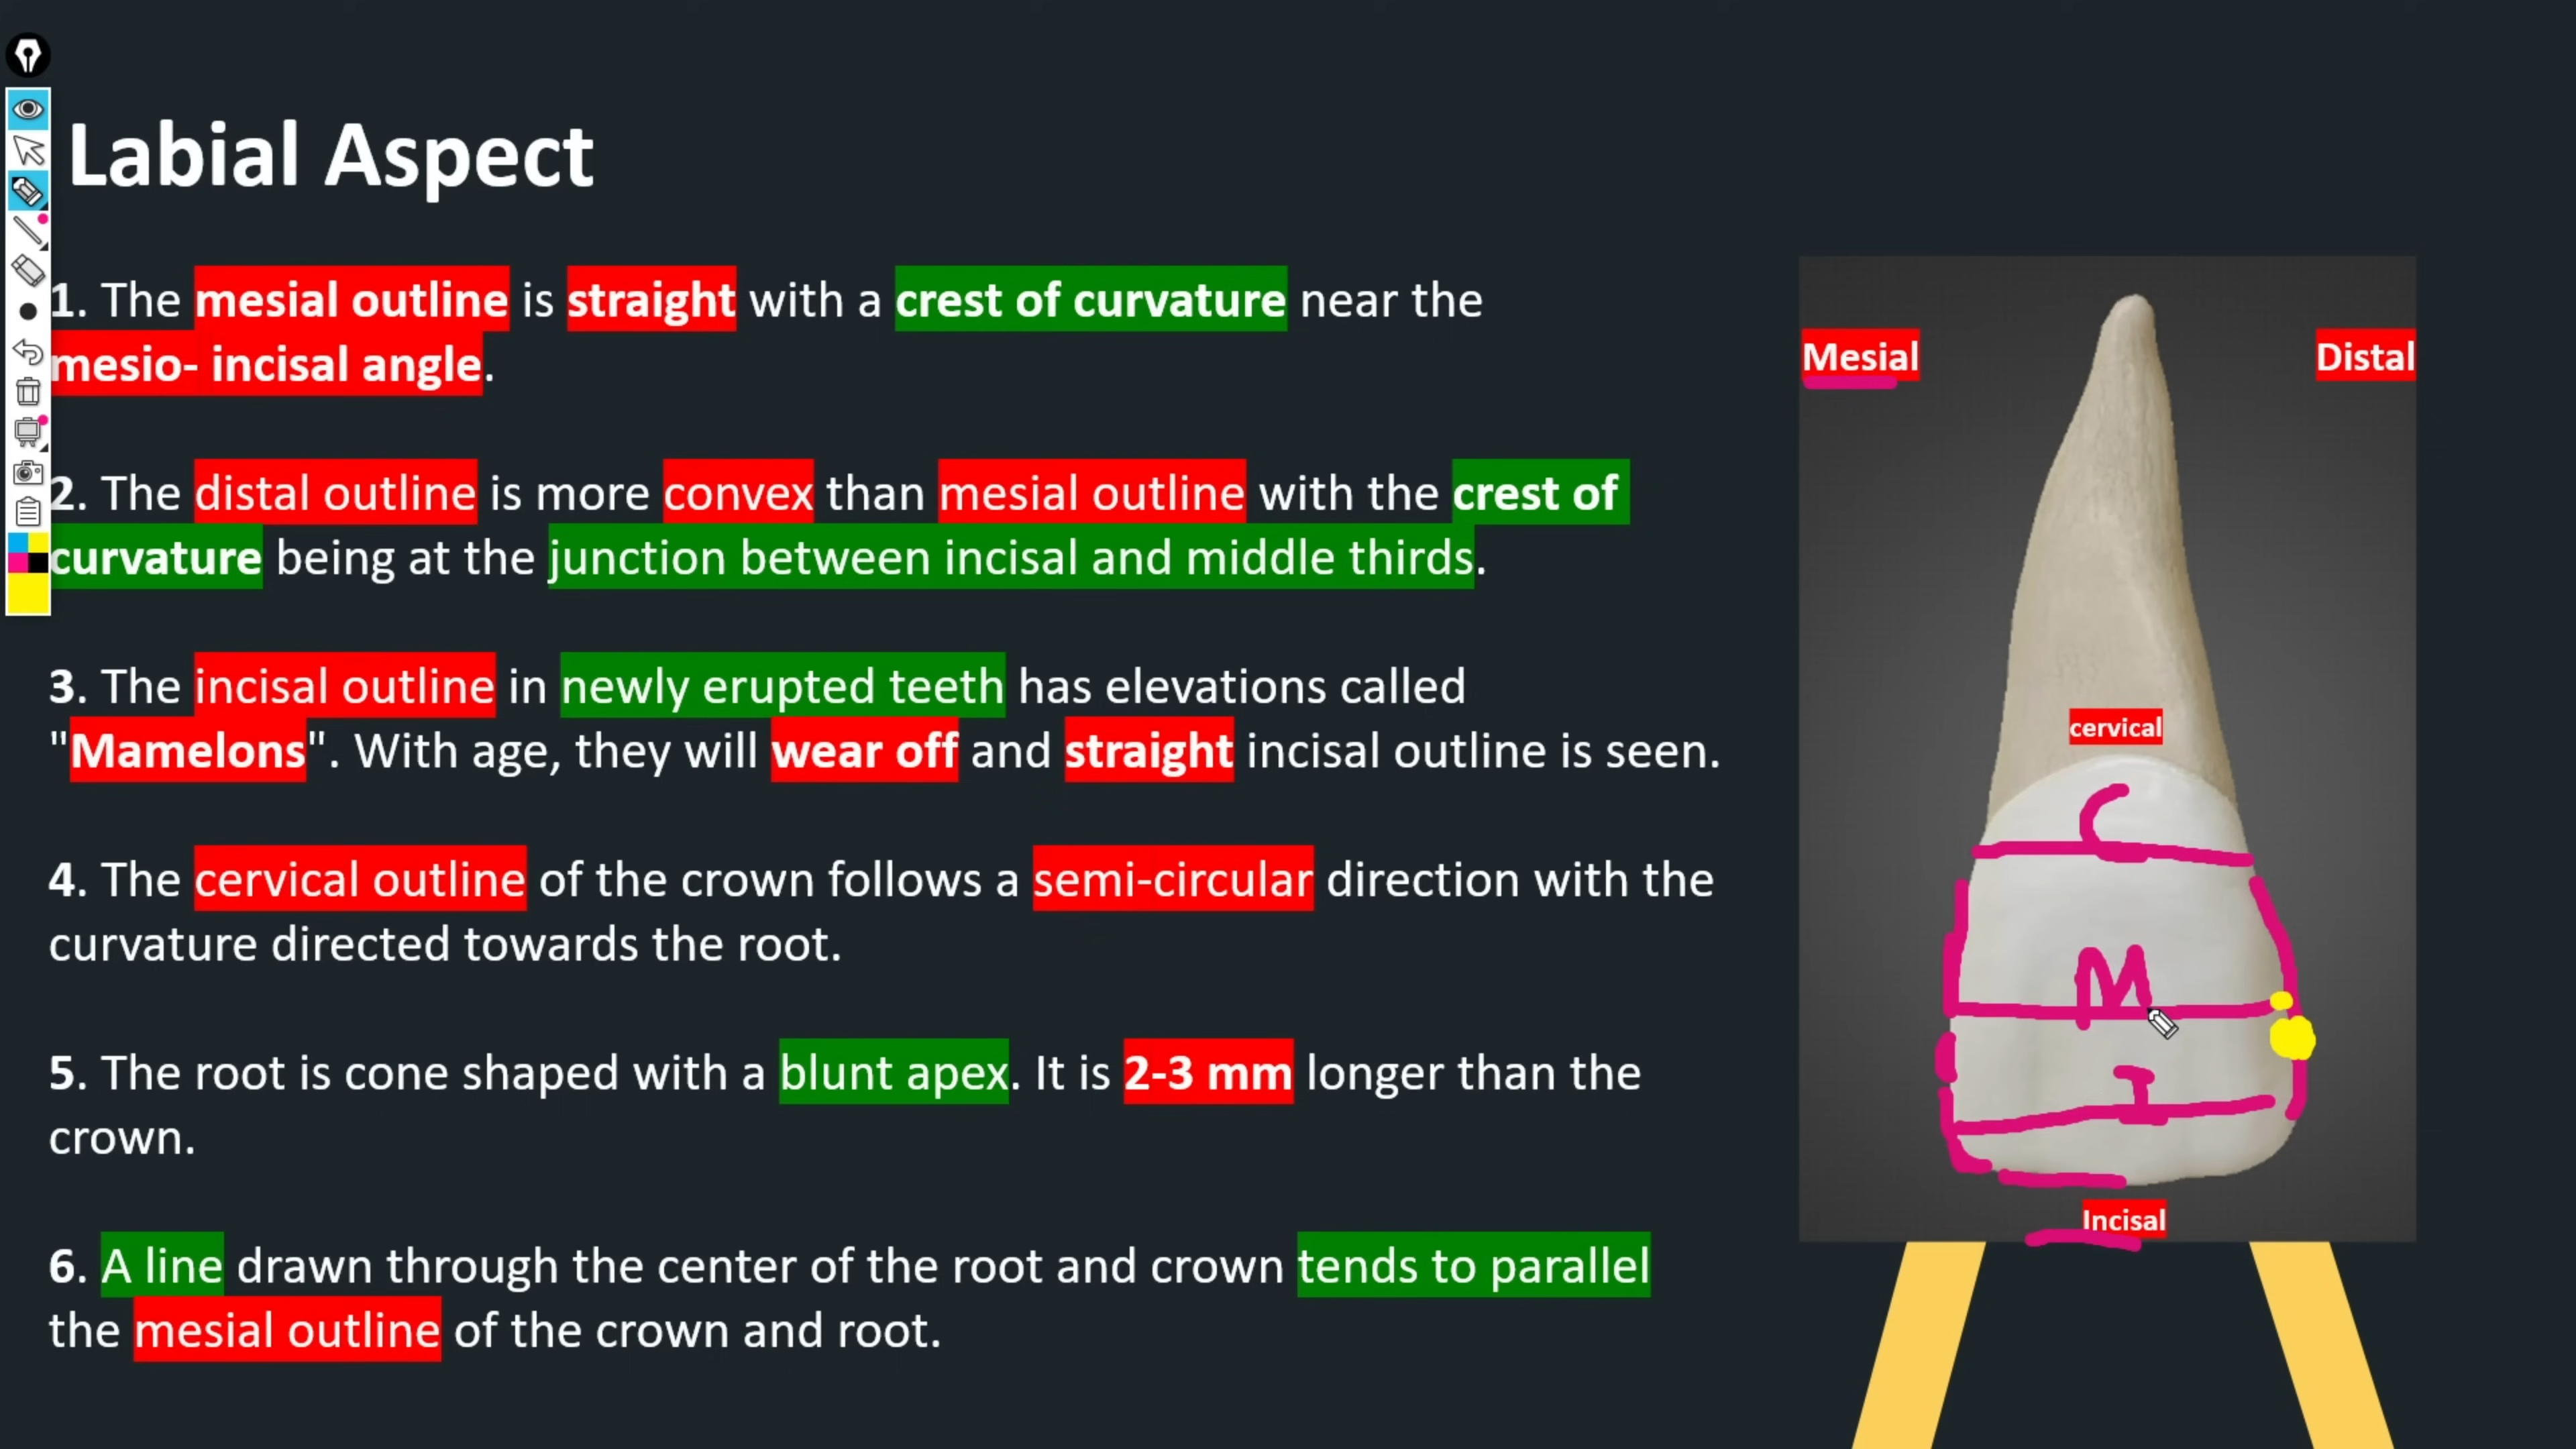 Labial Aspect
1. The mesial outline is straight with a crest of curvature near the
mesio- incisal angle.
2. The distal outline is more convex than mesial outline with the crest of
curvature being at the junction between incisal and middle thirds.
3. The incisal outline in newly erupted teeth has elevations called
"Mamelons". With age, they will wear off and straight incisal outline is seen.
4. The cervical outline of the crown follows a semi-circular direction with the
curvature directed towards the root.
5. The root is cone shaped with a blunt apex. It is 2-3 mm longer than the
crown.
6. A line drawn through the center of the root and crown tends to parallel
the mesial outline of the crown and root.
Mesial
Distal
cervical
C
M
I
Incisal